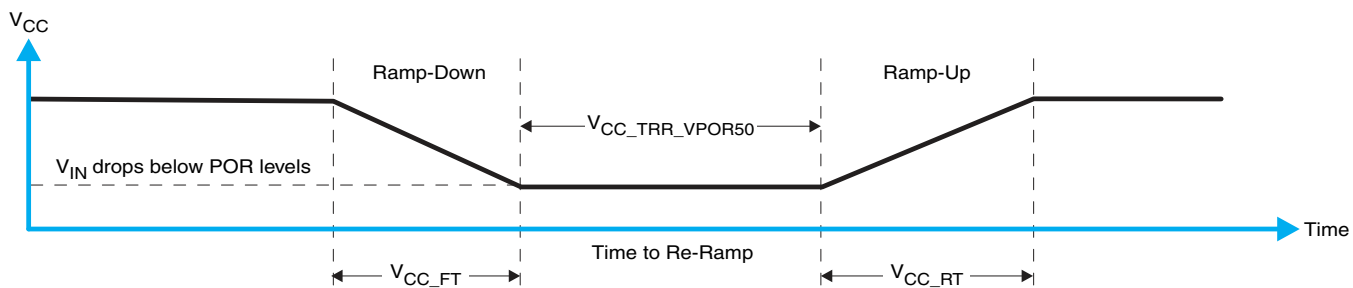 VCC
Ramp-Down
Ramp-Up
VCC_TRR_VPOR50
VIN drops below POR levels
Time
Time to Re-Ramp
VCC_FT
VCC_RT